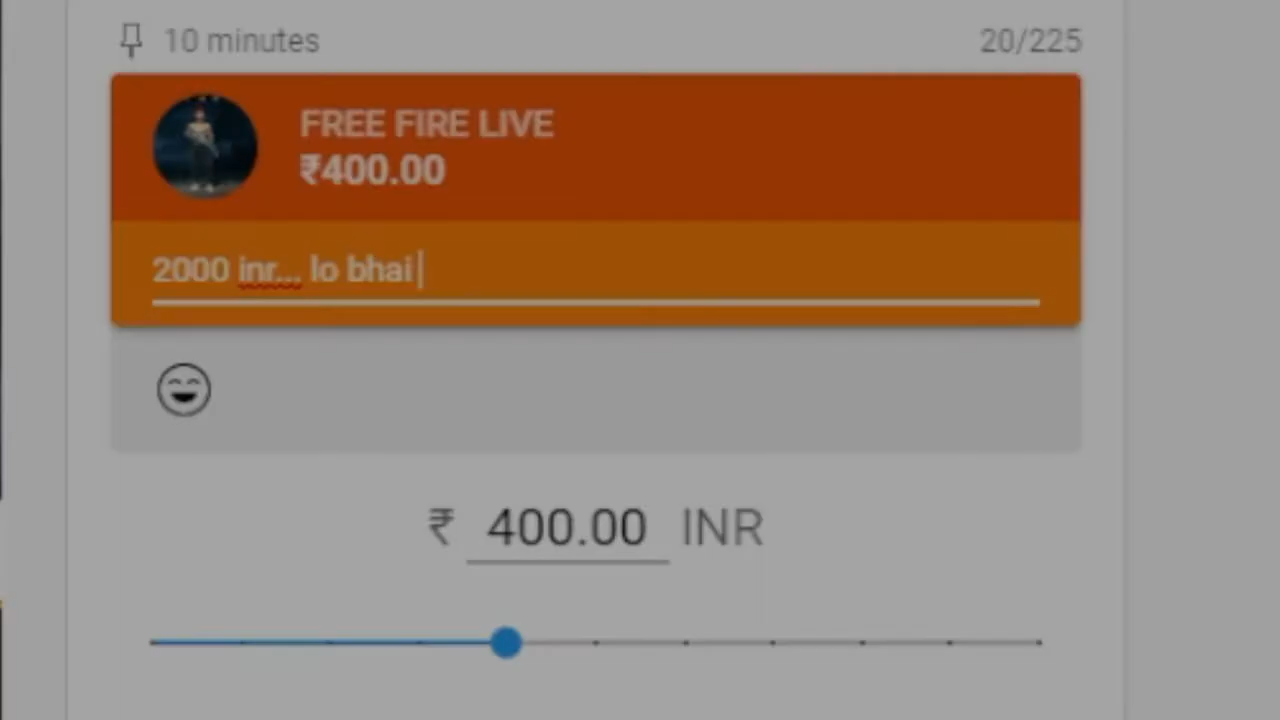 10 minutes 20/225
FREE FIRE LIVE
₹400.00
2000 inr... lo bhai
₹ 400.00 INR